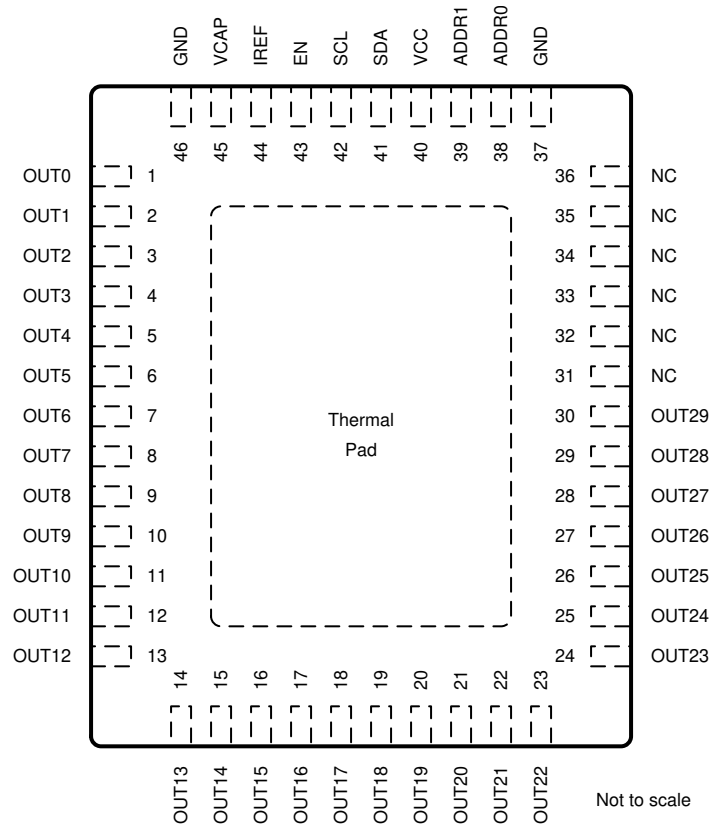 GND VCAP IREF EN SCL SDA VCC ADDR1 ADDR0 GND
46 45 44 43 42 41 40 39 38 37
OUT0 1 36 NC
OUT1 2 35 NC
OUT2 3 34 NC
OUT3 4 33 NC
OUT4 5 32 NC
OUT5 6 31 NC
OUT6 7 Thermal 30 OUT29
OUT7 8 Pad 29 OUT28
OUT8 9 28 OUT27
OUT9 10 27 OUT26
OUT10 11 26 OUT25
OUT11 12 25 OUT24
OUT12 13 24 OUT23
14 15 16 17 18 19 20 21 22 23
OUT13 OUT14 OUT15 OUT16 OUT17 OUT18 OUT19 OUT20 OUT21 OUT22
Not to scale